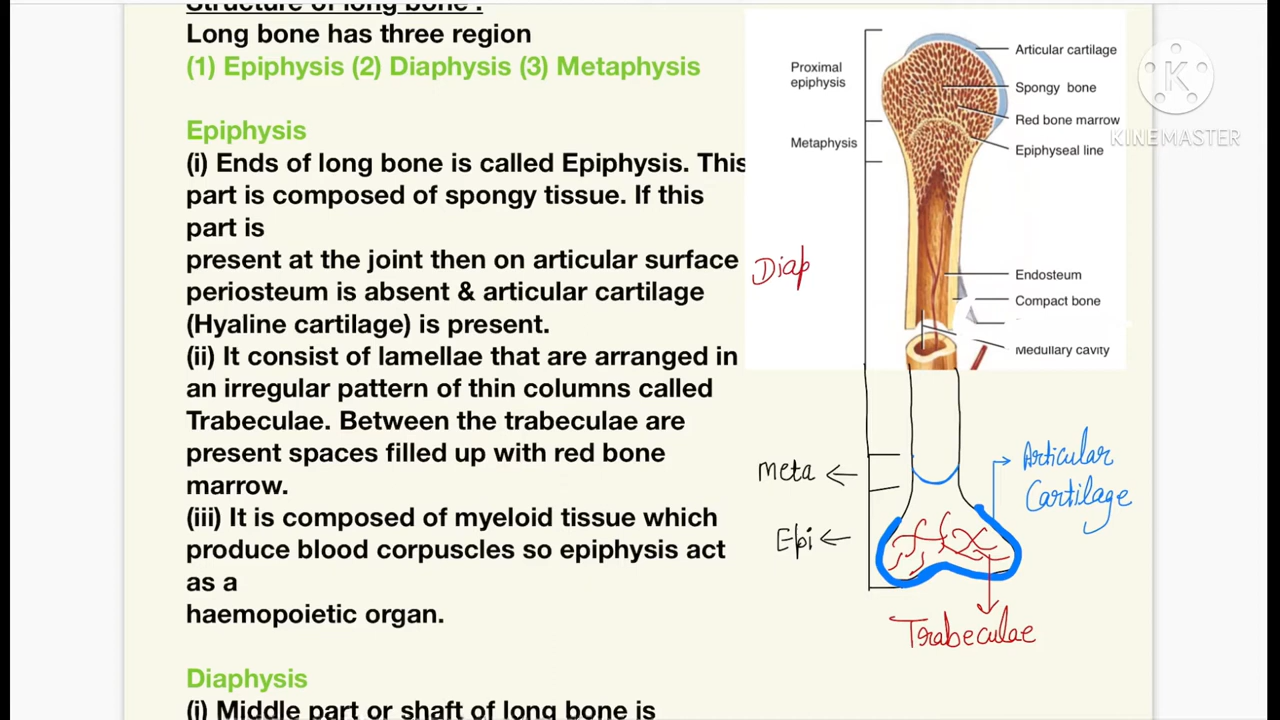 Structure of long bone :
Long bone has three region
(1) Epiphysis (2) Diaphysis (3) Metaphysis
Epiphysis
(i) Ends of long bone is called Epiphysis. This
part is composed of spongy tissue. If this
part is
present at the joint then on articular surface
periosteum is absent & articular cartilage
(Hyaline cartilage) is present.
(ii) It consist of lamellae that are arranged in
an irregular pattern of thin columns called
Trabeculae. Between the trabeculae are
present spaces filled up with red bone
marrow.
(iii) It is composed of myeloid tissue which
produce blood corpuscles so epiphysis act
as a
haemopoietic organ.
Diaphysis
(i) Middle part or shaft of long bone is
Proximal
epiphysis
Metaphysis
Diap
Articular cartilage
Spongy bone
Red bone marrow
Epiphyseal line
Endosteum
Compact bone
Medullary cavity
K
KINEMASTER
Meta
Epi
Articular
Cartilage
Trabeculae